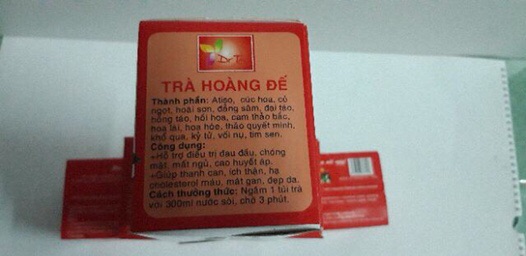 D&T
TRÀ HOÀNG ĐẾ
Thành phần: Atiso, cúc hoa, cỏ
ngọt, hoài sơn, đẳng sâm, đại táo,
hồng táo, hồi hoa, cam thảo bắc,
hoa lài, hoa hòe, thảo quyết minh,
khổ qua, kỷ tử, vối nụ, tim sen.
Công dụng:
+Hỗ trợ điều trị đau đầu, chóng
mặt, mất ngủ, cao huyết áp.
+Giúp thanh can, ích thận, hạ
cholesterol máu, mát gan, đẹp da.
Cách thưởng thức: Ngâm 1 túi trà
với 300ml nước sôi, chờ 3 phút.